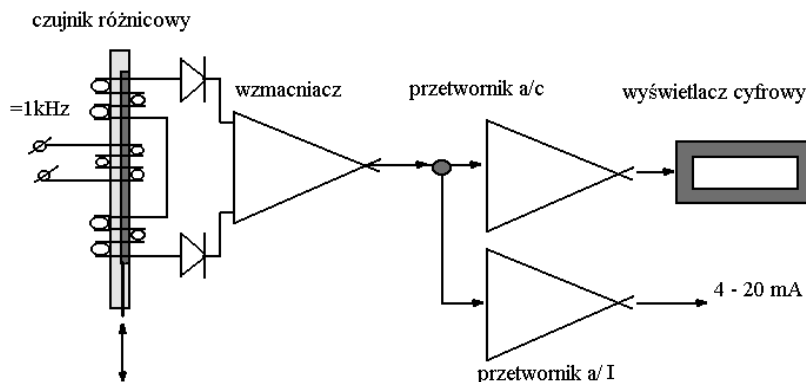 czujnik różnicowy
=1kHz
wzmacniacz
przetwornik a/c
wyświetlacz cyfrowy
4 - 20 mA
przetwornik a/ I